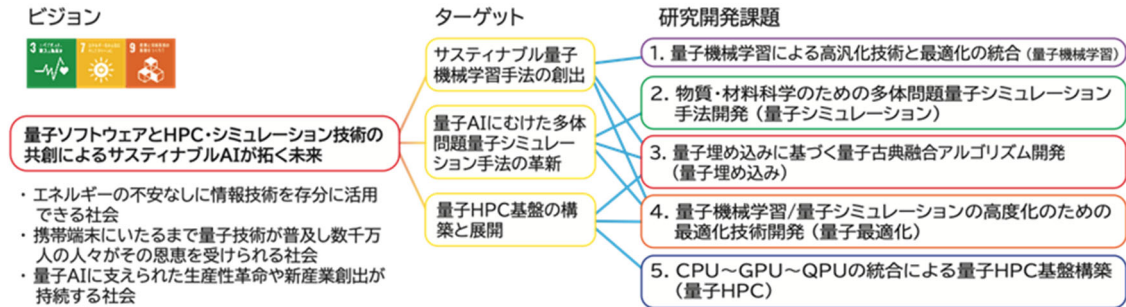 ビジョン
ターゲット
研究開発課題
3
7
9
量子ソフトウェアとHPC・シミュレーション技術の
共創によるサスティナブルAIが拓く未来
・エネルギーの不安なしに情報技術を存分に活用
できる社会
・携帯端末にいたるまで量子技術が普及し数千万
人の人々がその恩恵を受けられる社会
・量子AIに支えられた生産性革命や新産業創出が
持続する社会
サスティナブル量子
機械学習手法の創出
量子AIにむけた多体
問題量子シミュレー
ション手法の革新
量子HPC基盤の構
築と展開
1. 量子機械学習による高汎化技術と最適化の統合 (量子機械学習)
2. 物質・材料科学のための多体問題量子シミュレーション
手法開発 (量子シミュレーション)
3. 量子埋め込みに基づく量子古典融合アルゴリズム開発
(量子埋め込み)
4. 量子機械学習/量子シミュレーションの高度化のための
最適化技術開発 (量子最適化)
5. CPU～GPU～QPUの統合による量子HPC基盤構築
(量子HPC)